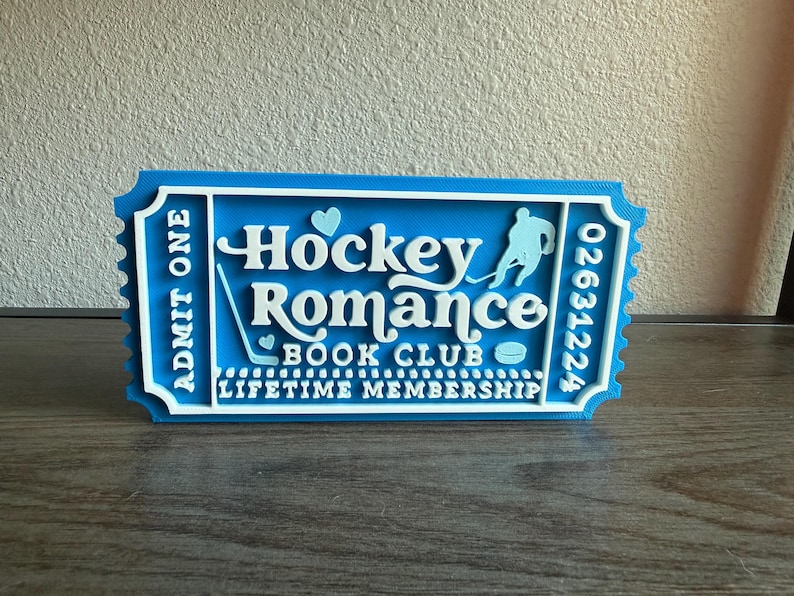 ADMIT ONE
Hockey
Romance
BOOK CLUB
LIFETIME MEMBERSHIP
02631224